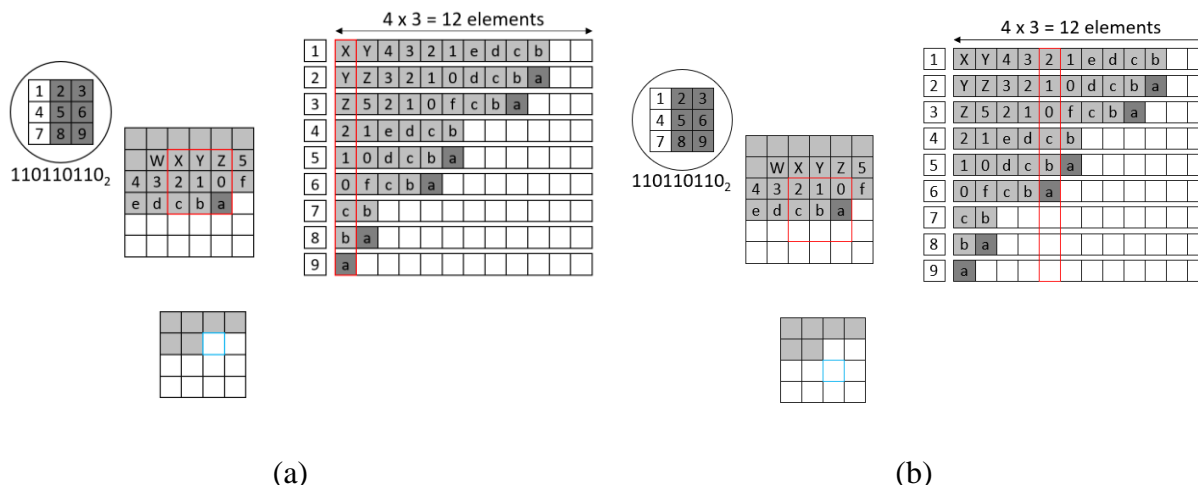 4 x 3 = 12 elements
1 X Y 4 3 2 1 e d c b
2 Y Z 3 2 1 0 d c b a
3 Z 5 2 1 0 f c b a
4 2 1 e d c b
5 1 0 d c b a
6 0 f c b a
7 c b
8 b a
9 a
1 2 3
4 5 6
7 8 9
110110110₂
W X Y Z 5
4 3 2 1 0 f
e d c b a
(a)
4 x 3 = 12 elements
1 X Y 4 3 2 1 e d c b
2 Y Z 3 2 1 0 d c b a
3 Z 5 2 1 0 f c b a
4 2 1 e d c b
5 1 0 d c b a
6 0 f c b a
7 c b
8 b a
9 a
1 2 3
4 5 6
7 8 9
110110110₂
W X Y Z 5
4 3 2 1 0 f
e d c b a
(b)